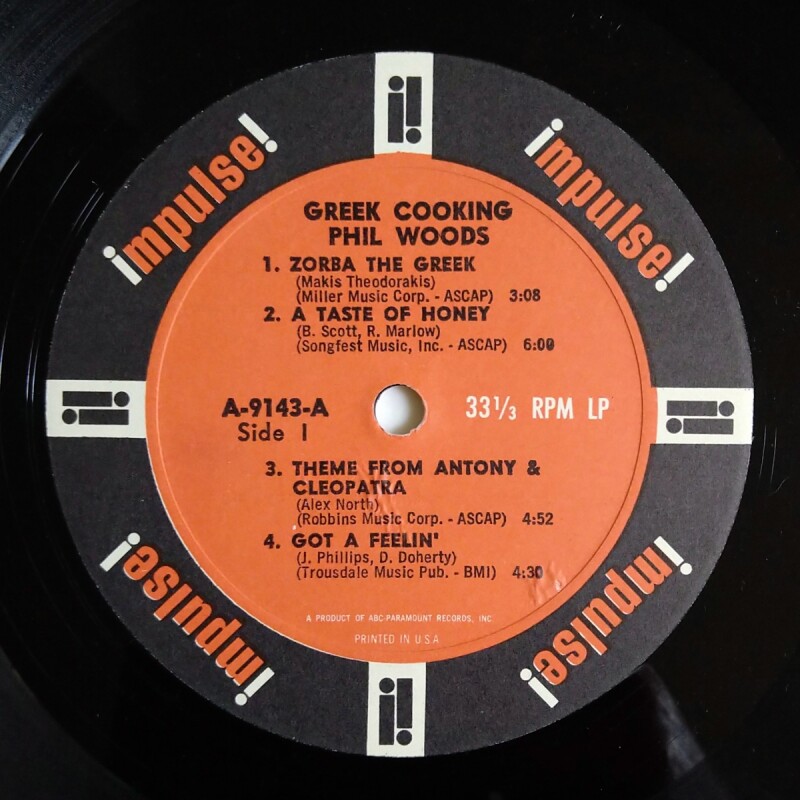 impulse!
impulse!
GREEK COOKING
PHIL WOODS
1. ZORBA THE GREEK
(Makis Theodorakis)
(Miller Music Corp. - ASCAP) 3:08
2. A TASTE OF HONEY
(B. Scott, R. Marlow)
(Songfest Music, Inc. - ASCAP) 6:00
A-9143-A
Side 1
33 1/3 RPM LP
3. THEME FROM ANTONY &
CLEOPATRA
(Alex North)
(Robbins Music Corp. - ASCAP) 4:52
4. GOT A FEELIN'
(J. Phillips, D. Doherty)
(Trousdale Music Pub. - BMI) 4:30
A PRODUCT OF ABC-PARAMOUNT RECORDS, INC.
PRINTED IN U.S.A.
impulse!
impulse!